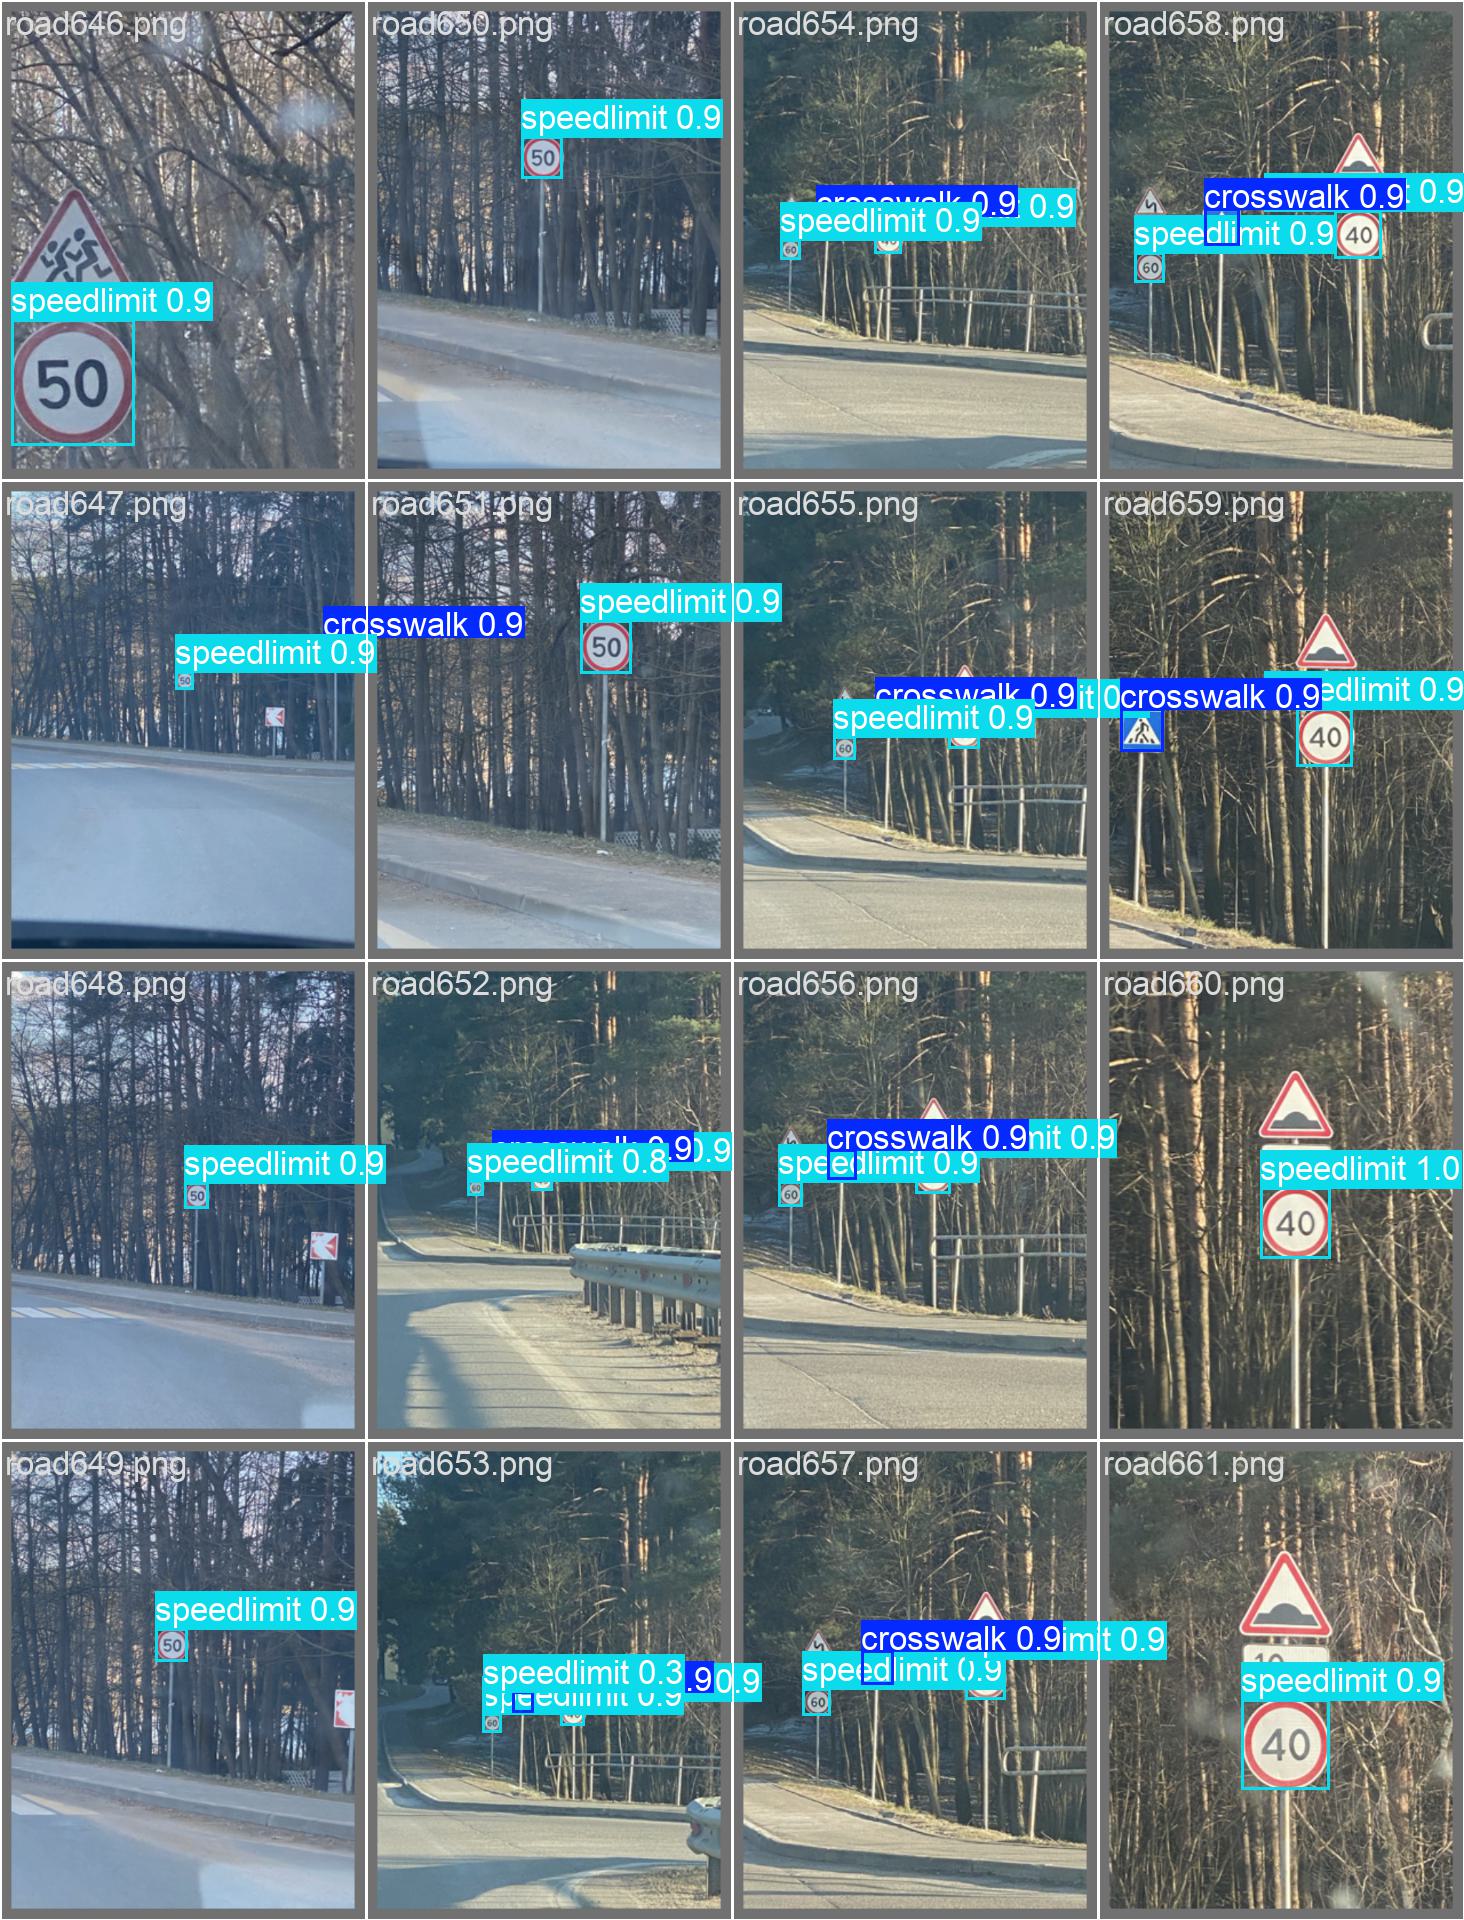 road646.png
speedlimit 0.9
50
road650.png
speedlimit 0.9
50
road654.png
crosswalk 0.9
0.9
speedlimit 0.9
60
road658.png
0.9
crosswalk 0.9
speedlimit 0.9
40
60
road647.png
crosswalk 0.9
speedlimit 0.9
50
road651.png
speedlimit 0.9
50
road655.png
crosswalk 0.9
it 0
speedlimit 0.9
60
road659.png
edlimit 0.9
crosswalk 0.9
40
road648.png
speedlimit 0.9
50
road652.png
crosswalk 0.9
0.9
speedlimit 0.8
60
road656.png
crosswalk 0.9
nit 0.9
speedlimit 0.9
60
road660.png
speedlimit 1.0
40
road649.png
speedlimit 0.9
50
road653.png
speedlimit 0.3
.9
0.9
speedlimit 0.9
60
road657.png
crosswalk 0.9
imit 0.9
speedlimit 0.9
60
road661.png
speedlimit 0.9
40